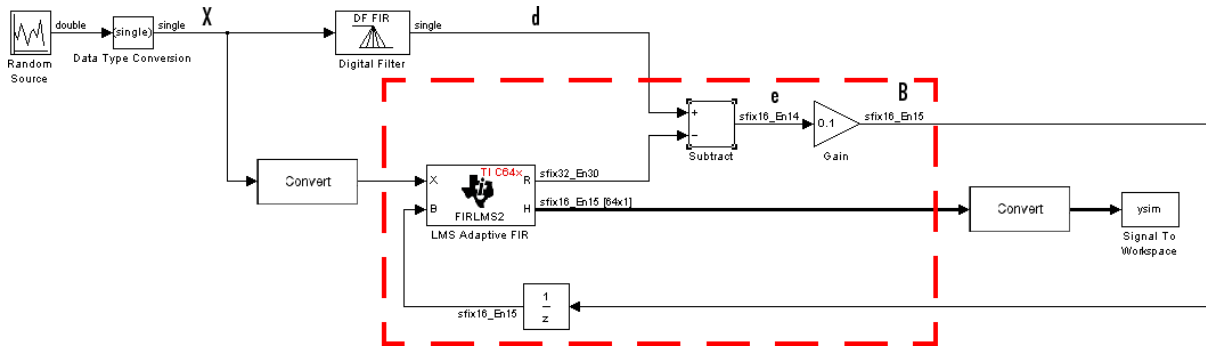 double
Random
Source
(single)
single
Data Type Conversion
X
DF FIR
Digital Filter
single
d
+
−
Subtract
e
sfix16_En14
0.1
Gain
B
sfix16_En15
Convert
TI C64x
X
R
B
H
FIRLMS2
LMS Adaptive FIR
sfix32_En30
sfix16_En15 [64x1]
Convert
ysim
Signal To
Workspace
1
z
sfix16_En15